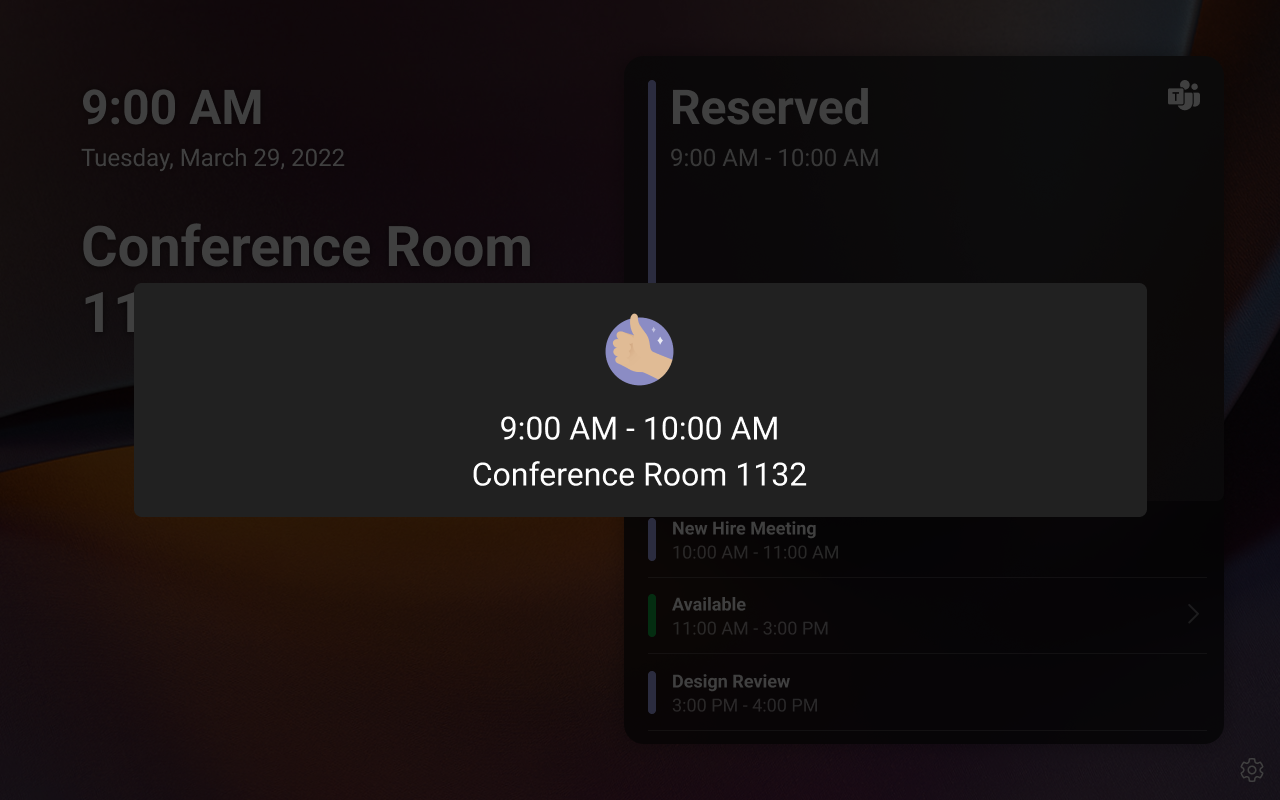 9:00 AM
Tuesday, March 29, 2022
Conference Room
11
Reserved
9:00 AM - 10:00 AM
T
9:00 AM - 10:00 AM
Conference Room 1132
New Hire Meeting
10:00 AM - 11:00 AM
Available
11:00 AM - 3:00 PM
Design Review
3:00 PM - 4:00 PM